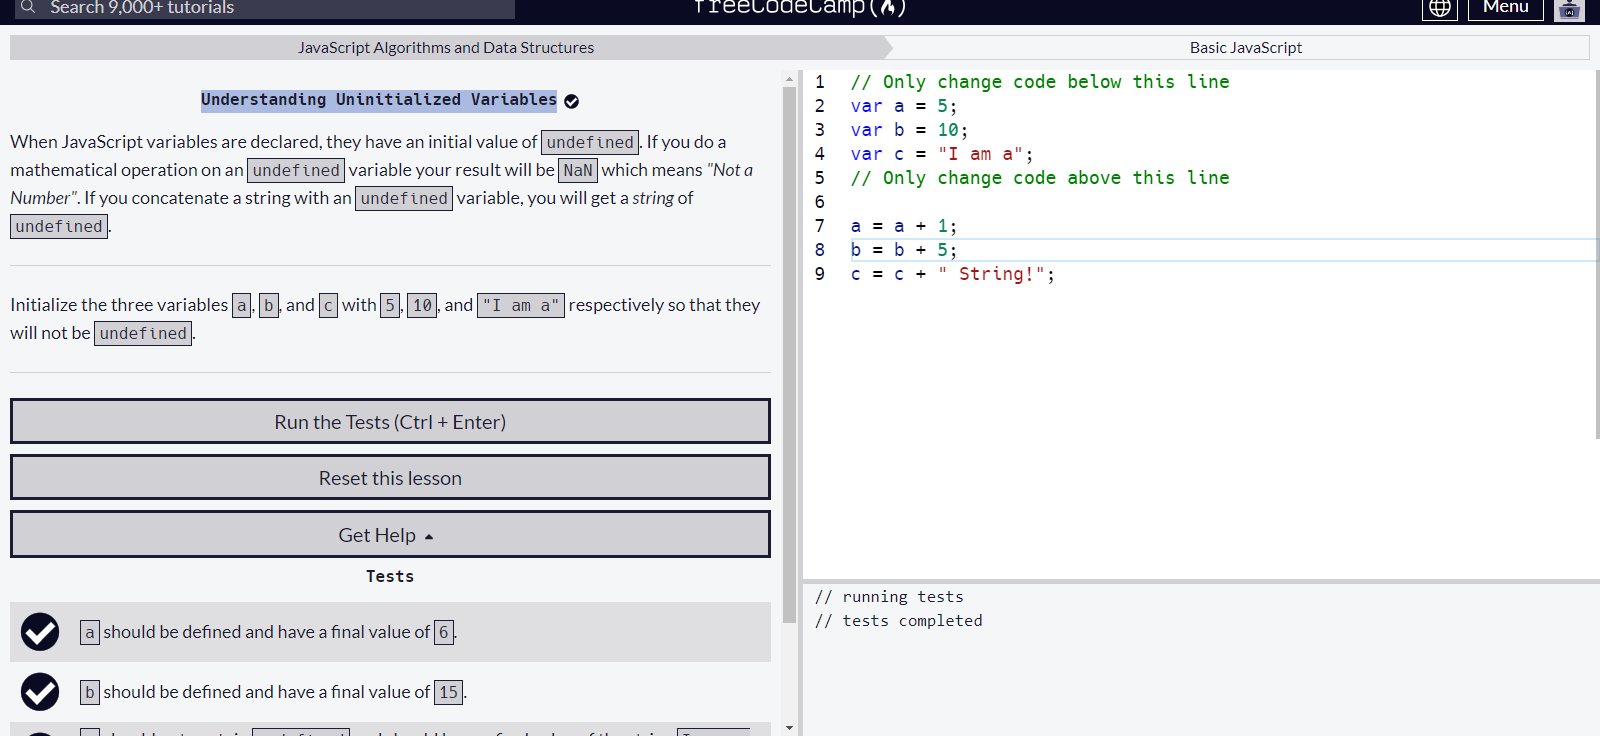 Search 9,000+ tutorials
freeCodeCamp
Menu
JavaScript Algorithms and Data Structures
Basic JavaScript
Understanding Uninitialized Variables
When JavaScript variables are declared, they have an initial value of undefined. If you do a
mathematical operation on an undefined variable your result will be NaN which means "Not a
Number". If you concatenate a string with an undefined variable, you will get a string of
undefined.
Initialize the three variables a, b, and c with 5, 10, and "I am a" respectively so that they
will not be undefined.
Run the Tests (Ctrl + Enter)
Reset this lesson
Get Help
Tests
a should be defined and have a final value of 6.
b should be defined and have a final value of 15.
1 // Only change code below this line
2 var a = 5;
3 var b = 10;
4 var c = "I am a";
5 // Only change code above this line
6
7 a = a + 1;
8 b = b + 5;
9 c = c + " String!";
// running tests
// tests completed